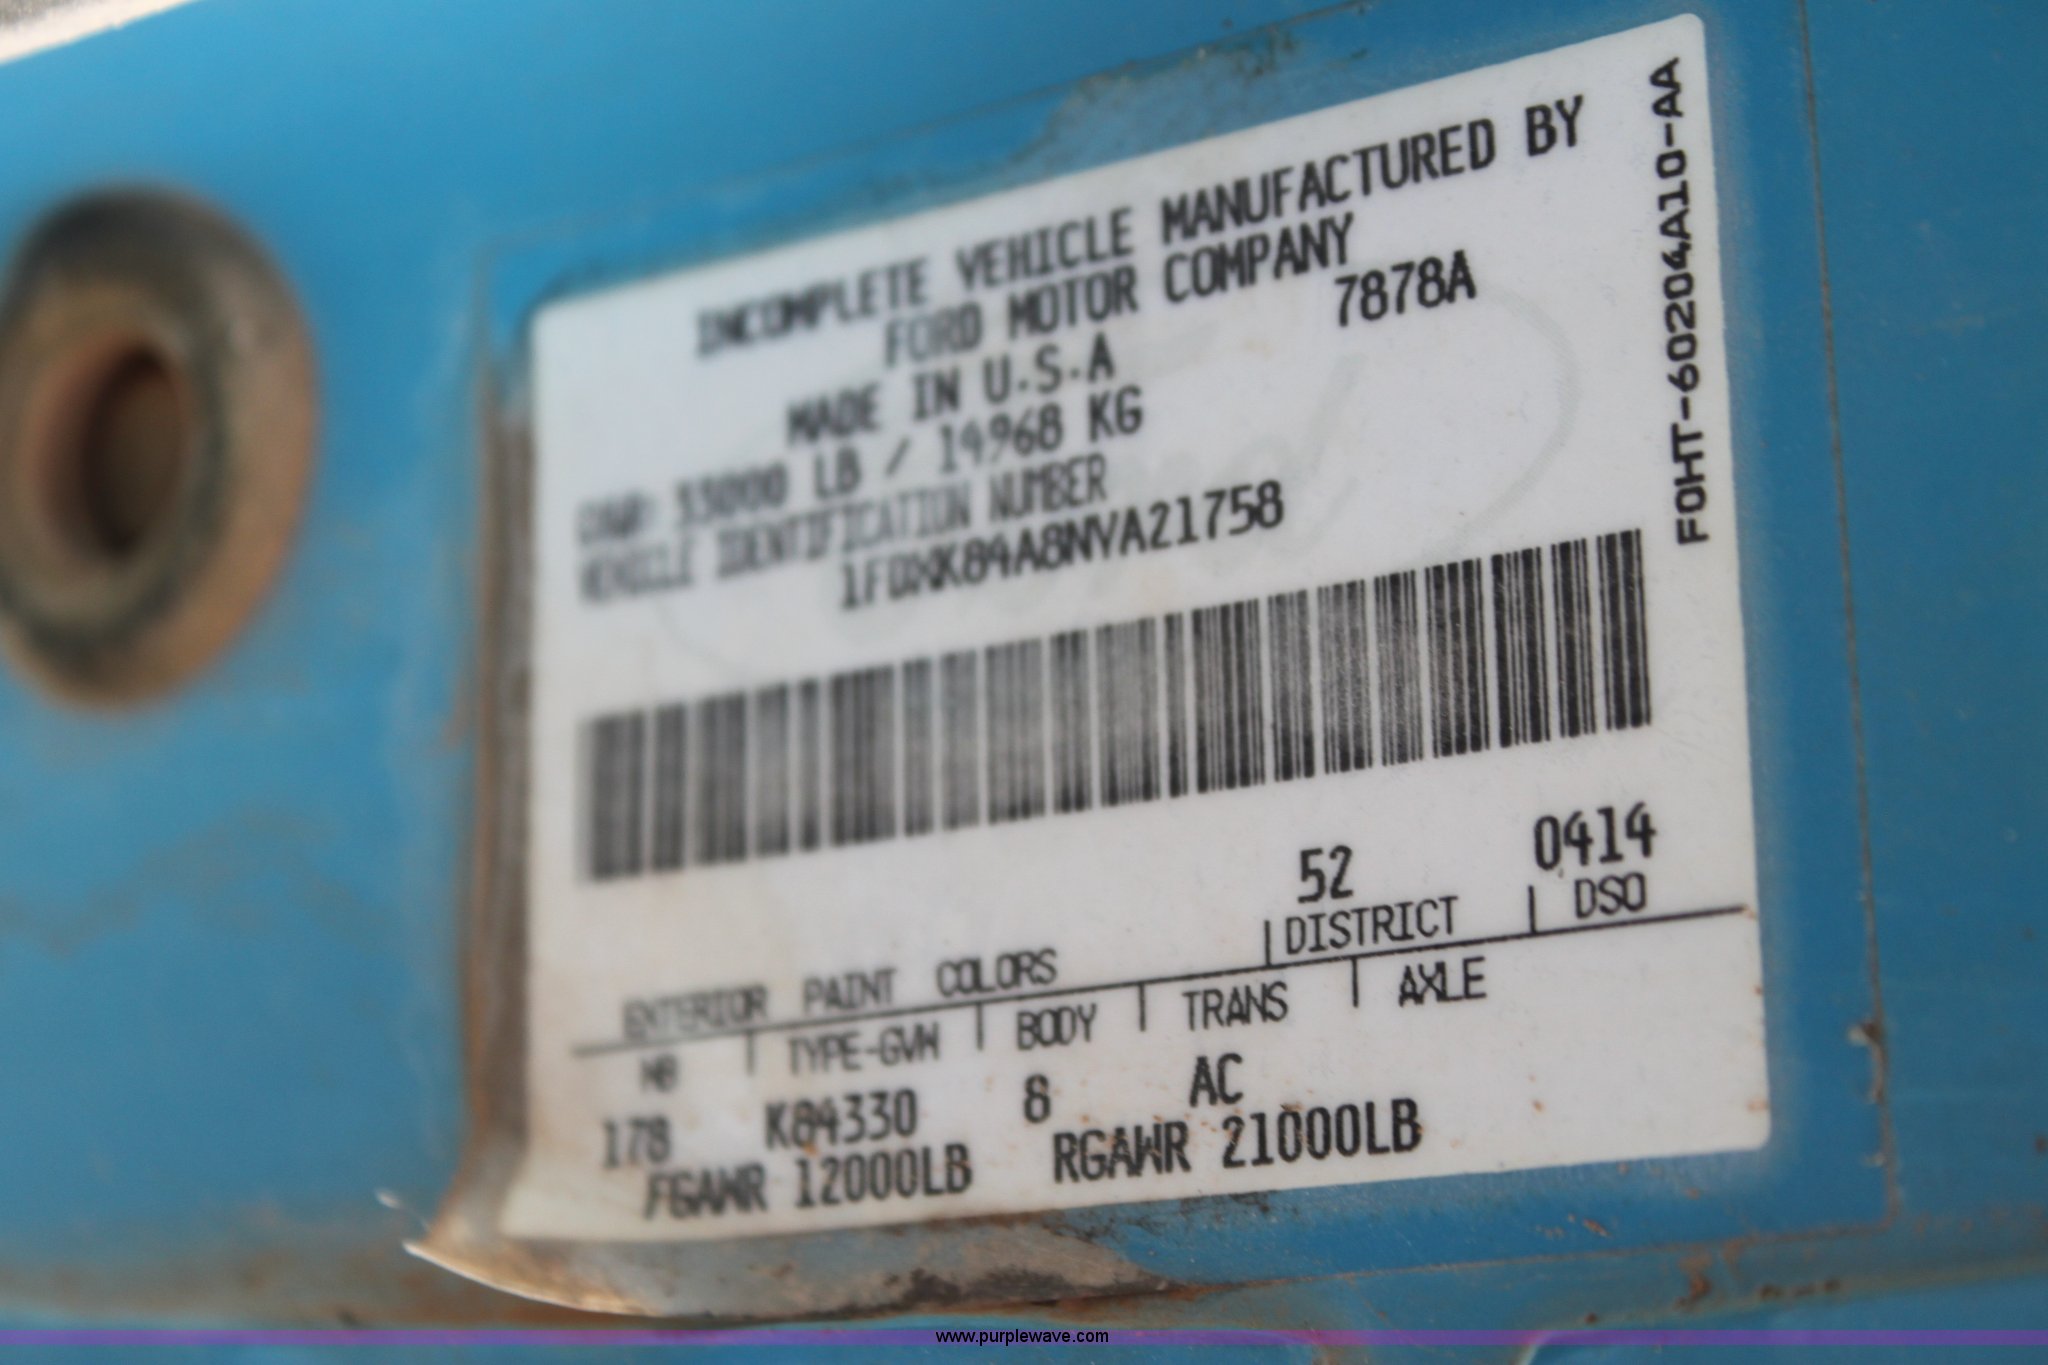 INCOMPLETE VEHICLE MANUFACTURED BY
FORD MOTOR COMPANY
7878A
MADE IN U.S.A
33000 LB / 14968 KG
VEHICLE IDENTIFICATION NUMBER
1FDXK84A8NVA21758
F0HT-60204A10-AA
52 0414
EXTERIOR PAINT COLORS DISTRICT DSO
WB TYPE-GVW BODY TRANS AXLE
178 K84330 8 AC
FGAWR 12000LB RGAWR 21000LB
www.purplewave.com